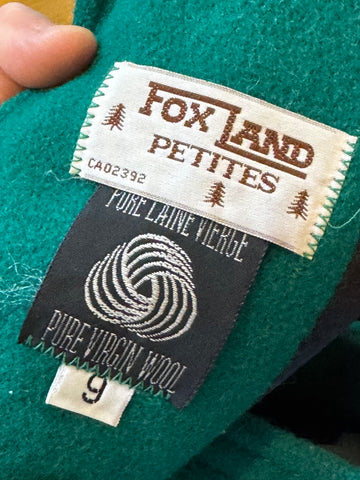 FOX LAND
PETITES
CA02392
PURE LAINE VIERGE
PURE VIRGIN WOOL
9